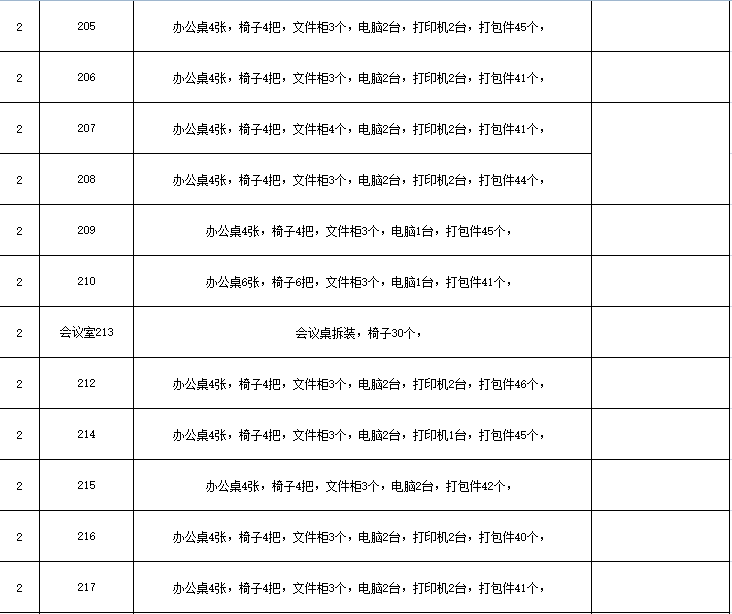 2 205 办公桌4张，椅子4把，文件柜3个，电脑2台，打印机2台，打包件45个，
2 206 办公桌4张，椅子4把，文件柜3个，电脑2台，打印机2台，打包件41个，
2 207 办公桌4张，椅子4把，文件柜4个，电脑2台，打印机2台，打包件41个，
2 208 办公桌4张，椅子4把，文件柜3个，电脑2台，打印机2台，打包件44个，
2 209 办公桌4张，椅子4把，文件柜3个，电脑1台，打包件45个，
2 210 办公桌6张，椅子6把，文件柜3个，电脑1台，打包件41个，
2 会议室213 会议桌拆装，椅子30个，
2 212 办公桌4张，椅子4把，文件柜3个，电脑2台，打印机2台，打包件46个，
2 214 办公桌4张，椅子4把，文件柜3个，电脑2台，打印机1台，打包件45个，
2 215 办公桌4张，椅子4把，文件柜3个，电脑2台，打包件42个，
2 216 办公桌4张，椅子4把，文件柜3个，电脑2台，打印机2台，打包件40个，
2 217 办公桌4张，椅子4把，文件柜3个，电脑2台，打印机2台，打包件41个，